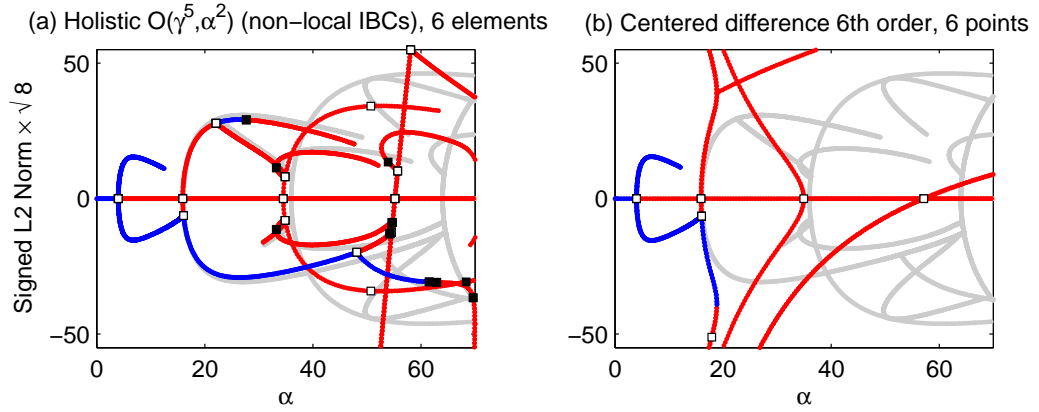 (a) Holistic O(γ⁵,α²) (non−local IBCs), 6 elements
(b) Centered difference 6th order, 6 points
Signed L2 Norm × √ 8
50
0
−50
0
20
40
60
α
50
0
−50
0
20
40
60
α